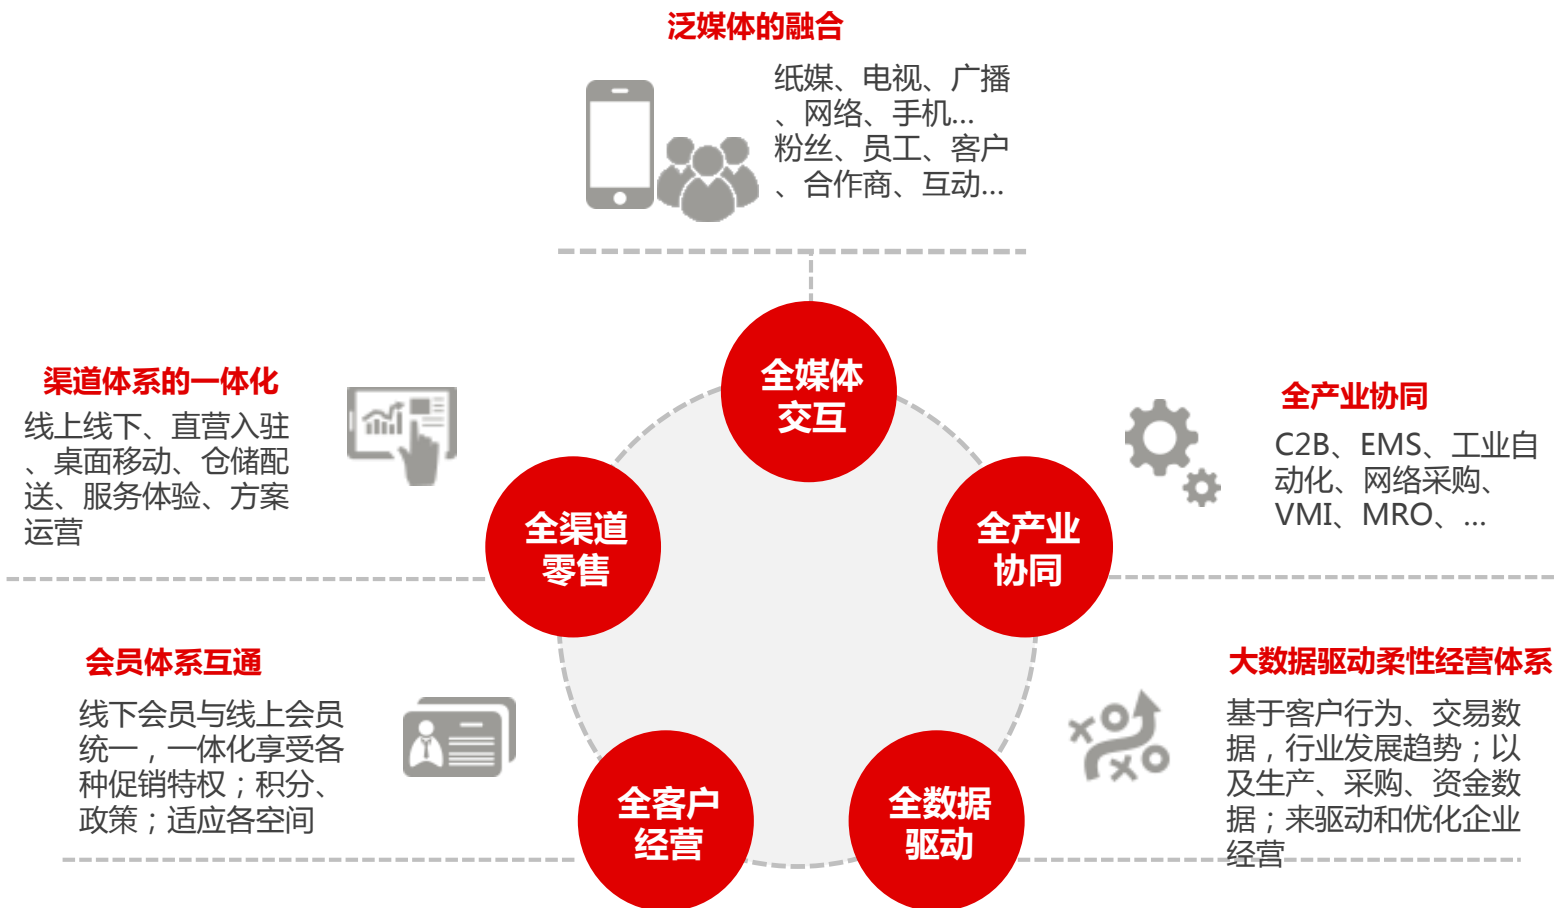 泛媒体的融合
纸媒、电视、广播
、网络、手机...
粉丝、员工、客户
、合作商、互动...
全媒体
交互
渠道体系的一体化
线上线下、直营入驻
、桌面移动、仓储配
送、服务体验、方案
运营
全渠道
零售
全产业
协同
全产业协同
C2B、EMS、工业自
动化、网络采购、
VMI、MRO、...
会员体系互通
线下会员与线上会员
统一，一体化享受各
种促销特权；积分、
政策；适应各空间
全客户
经营
全数据
驱动
大数据驱动柔性经营体系
基于客户行为、交易数
据，行业发展趋势；以
及生产、采购、资金数
据；来驱动和优化企业
经营